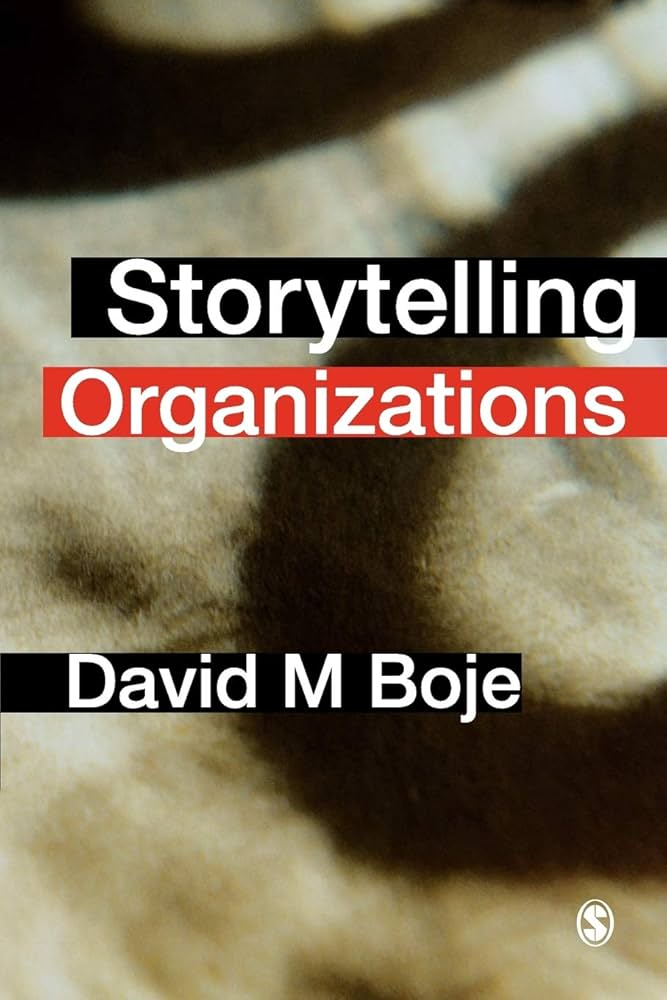 Storytelling
Organizations
David M Boje
S